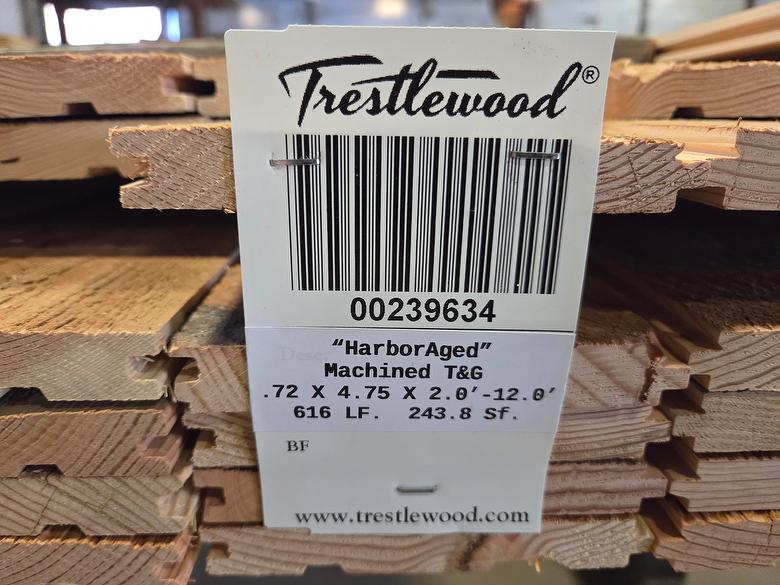 Trestlewood®
00239634
Desc.
“HarborAged”
Machined T&G
.72 X 4.75 X 2.0’-12.0’
616 LF. 243.8 Sf.
BF
www.trestlewood.com